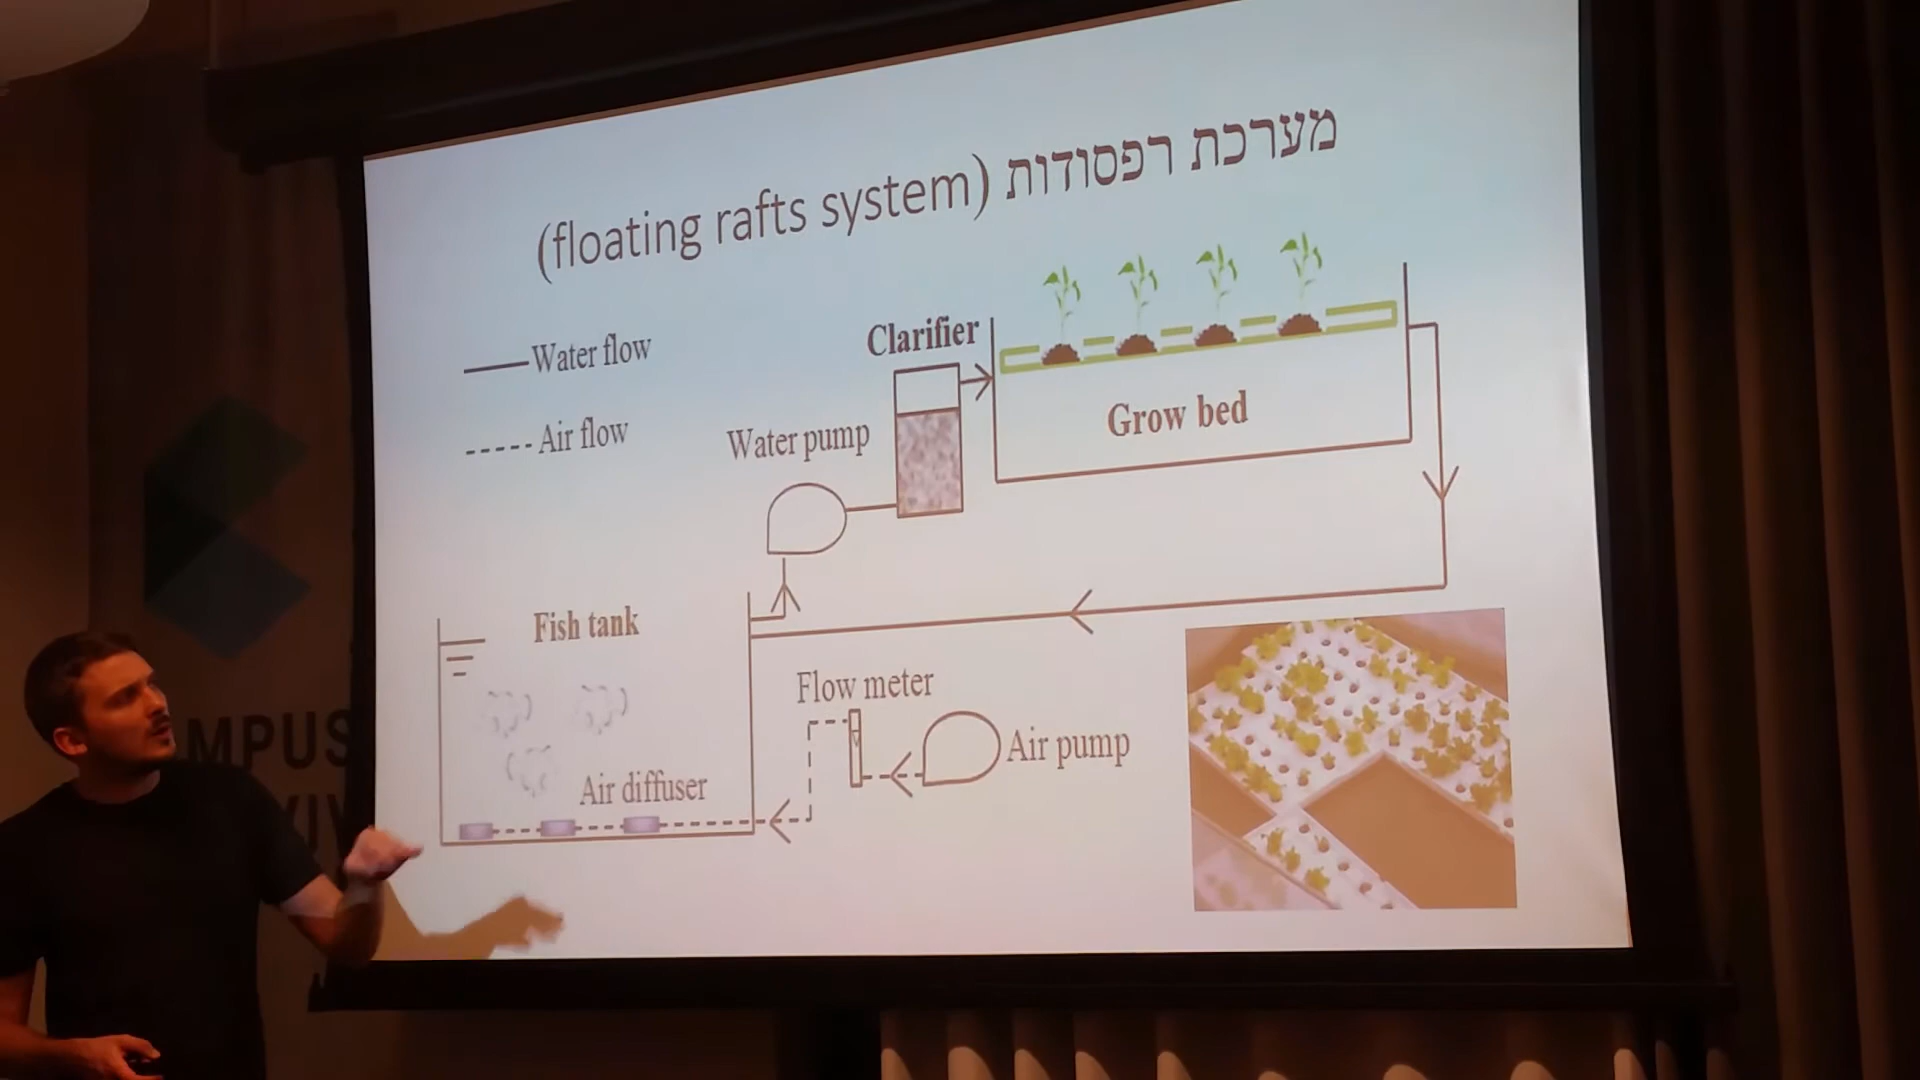 מערכת רפסודות (floating rafts system)
Water flow
Air flow
Clarifier
Water pump
Grow bed
Fish tank
Flow meter
Air pump
Air diffuser
MPUS